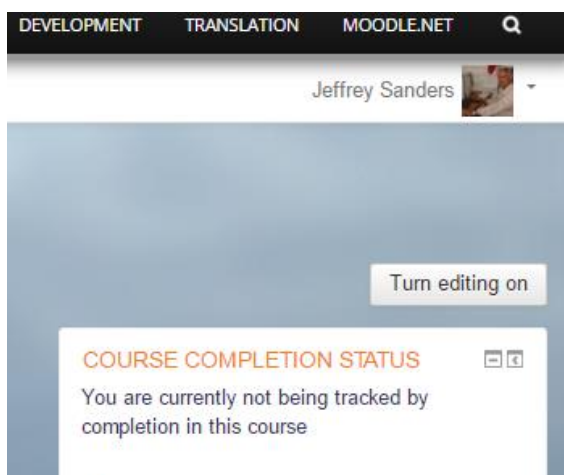 DEVELOPMENT TRANSLATION MOODLE.NET
Jeffrey Sanders
Turn editing on
COURSE COMPLETION STATUS
You are currently not being tracked by
completion in this course